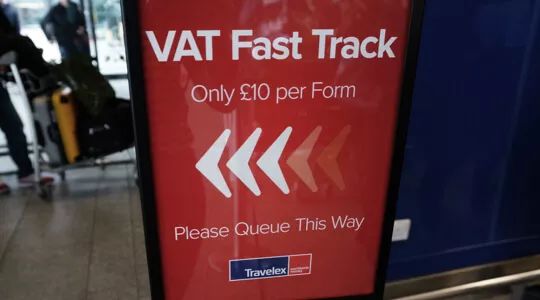 VAT Fast Track
Only £10 per Form
Please Queue This Way
Travelex